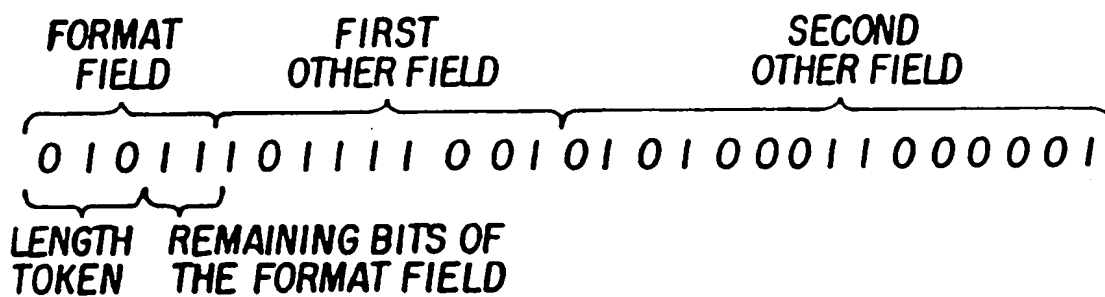 FORMAT FIELD
FIRST OTHER FIELD
SECOND OTHER FIELD
0 1 0 1 1 1 0 1 1 1 1 0 0 1 0 1 0 1 0 0 0 1 1 0 0 0 0 0 1
LENGTH TOKEN
REMAINING BITS OF THE FORMAT FIELD